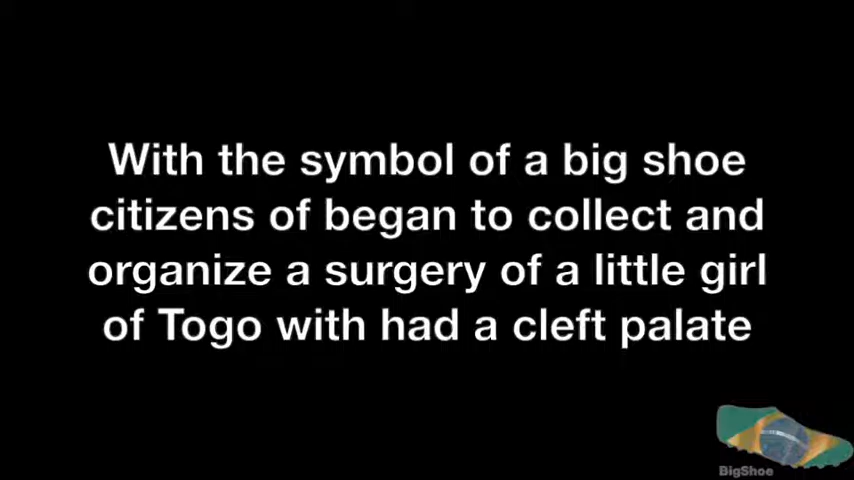 With the symbol of a big shoe
citizens of began to collect and
organize a surgery of a little girl
of Togo with had a cleft palate
BigShoe